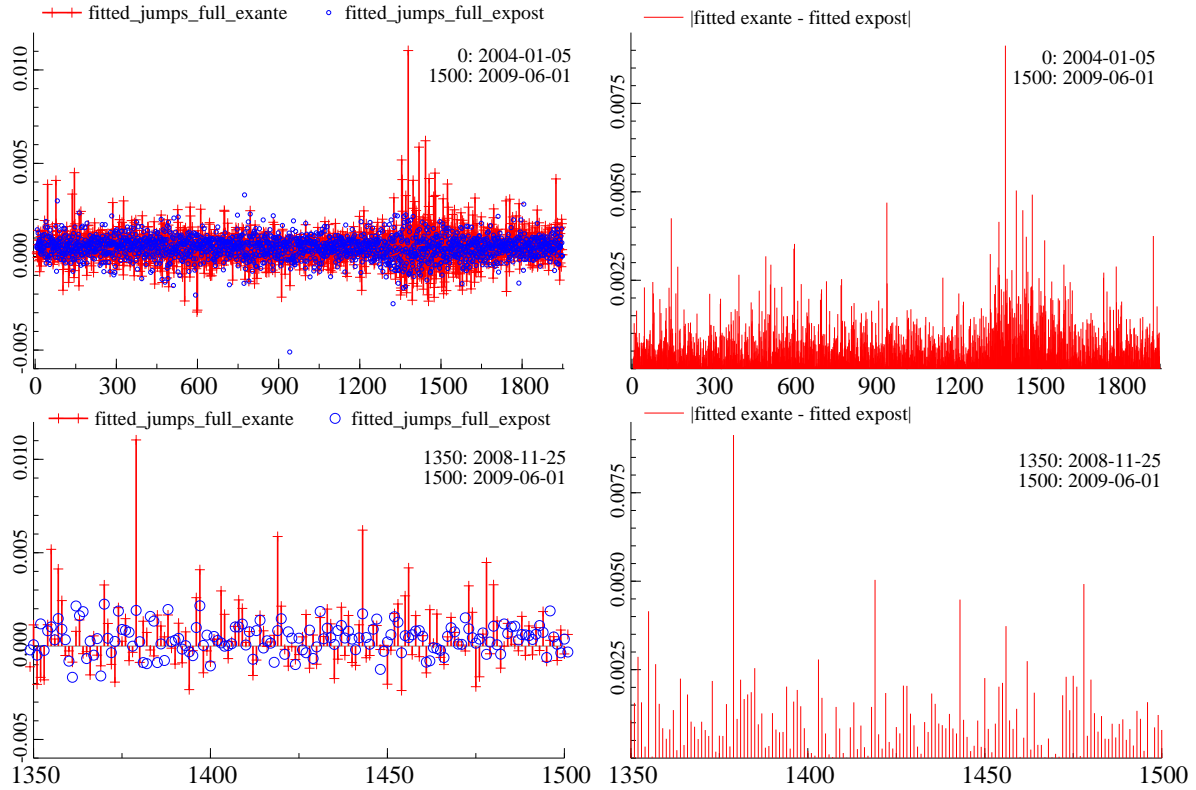 fitted_jumps_full_exante fitted_jumps_full_expost
0: 2004-01-05
1500: 2009-06-01
0.010
0.005
0.000
-0.005
0 300 600 900 1200 1500 1800
|fitted exante - fitted expost|
0: 2004-01-05
1500: 2009-06-01
0.0075
0.0050
0.0025
0 300 600 900 1200 1500 1800
fitted_jumps_full_exante fitted_jumps_full_expost
1350: 2008-11-25
1500: 2009-06-01
0.010
0.005
0.000
-0.005
1350 1400 1450 1500
|fitted exante - fitted expost|
1350: 2008-11-25
1500: 2009-06-01
0.0075
0.0050
0.0025
1350 1400 1450 1500